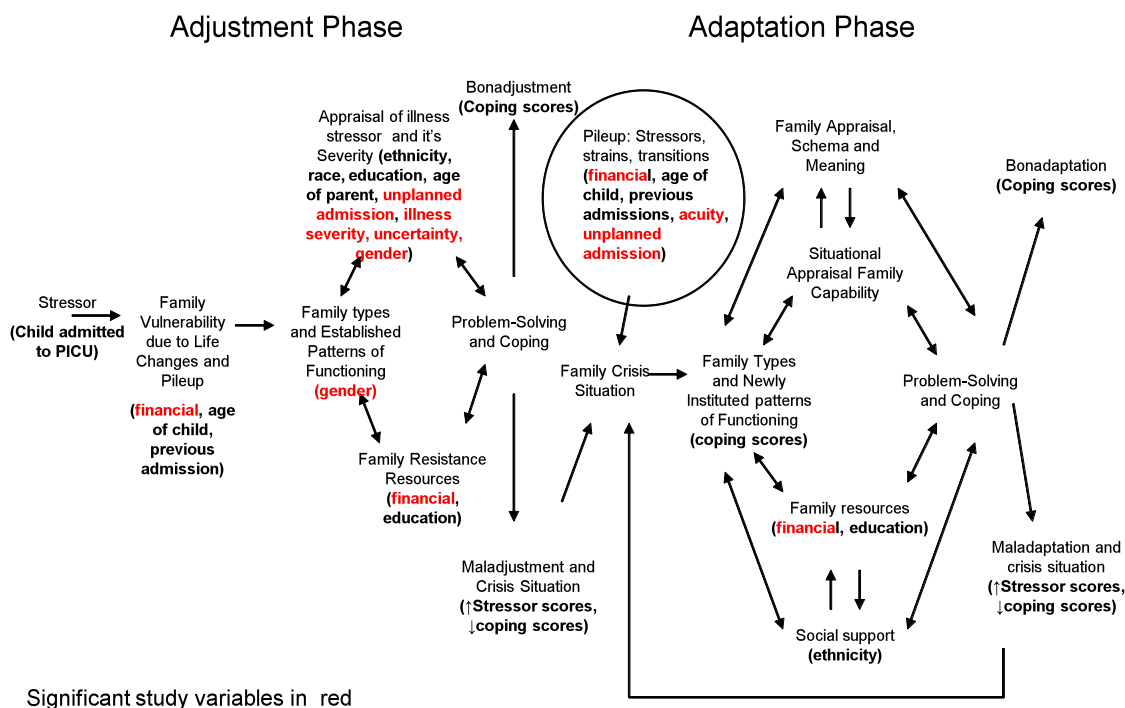 Adjustment Phase
Adaptation Phase
Bonadjustment
(Coping scores)
Appraisal of illness
stressor and it's
Severity (ethnicity,
race, education, age
of parent, unplanned
admission, illness
severity, uncertainty,
gender)
Stressor
(Child admitted
to PICU)
Family
Vulnerability
due to Life
Changes and
Pileup
(financial, age
of child,
previous
admission)
Family types
and Established
Patterns of
Functioning
(gender)
Problem-Solving
and Coping
Family Resistance
Resources
(financial,
education)
Maladjustment and
Crisis Situation
(↑Stressor scores,
↓coping scores)
Pileup: Stressors,
strains, transitions
(financial, age of
child, previous
admissions, acuity,
unplanned
admission)
Family Crisis
Situation
Family Appraisal,
Schema and
Meaning
Situational
Appraisal Family
Capability
Family Types
and Newly
Instituted patterns
of Functioning
(coping scores)
Problem-Solving
and Coping
Family resources
(financial, education)
Social support
(ethnicity)
Bonadaptation
(Coping scores)
Maladaptation and
crisis situation
(↑Stressor scores,
↓coping scores)
Significant study variables in red